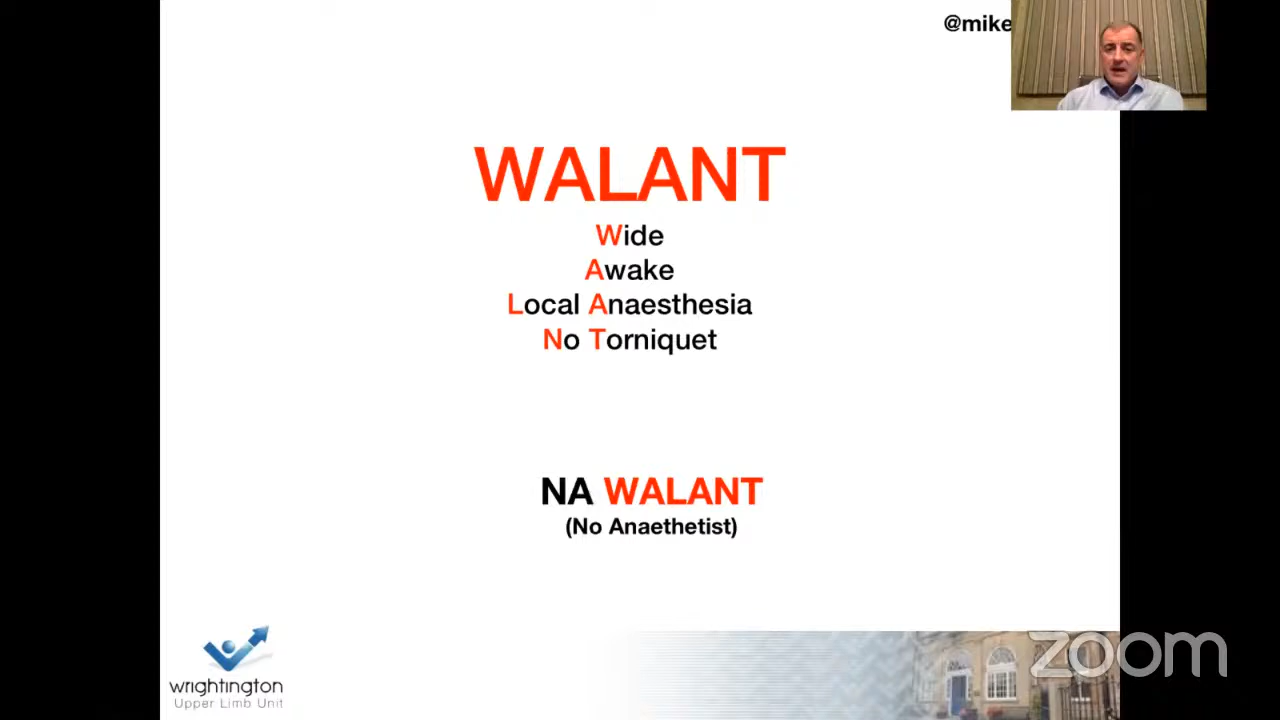 @mike
WALANT
Wide
Awake
Local Anaesthesia
No Torniquet
NA WALANT
(No Anaethetist)
wrightington
Upper Limb Unit
zoom